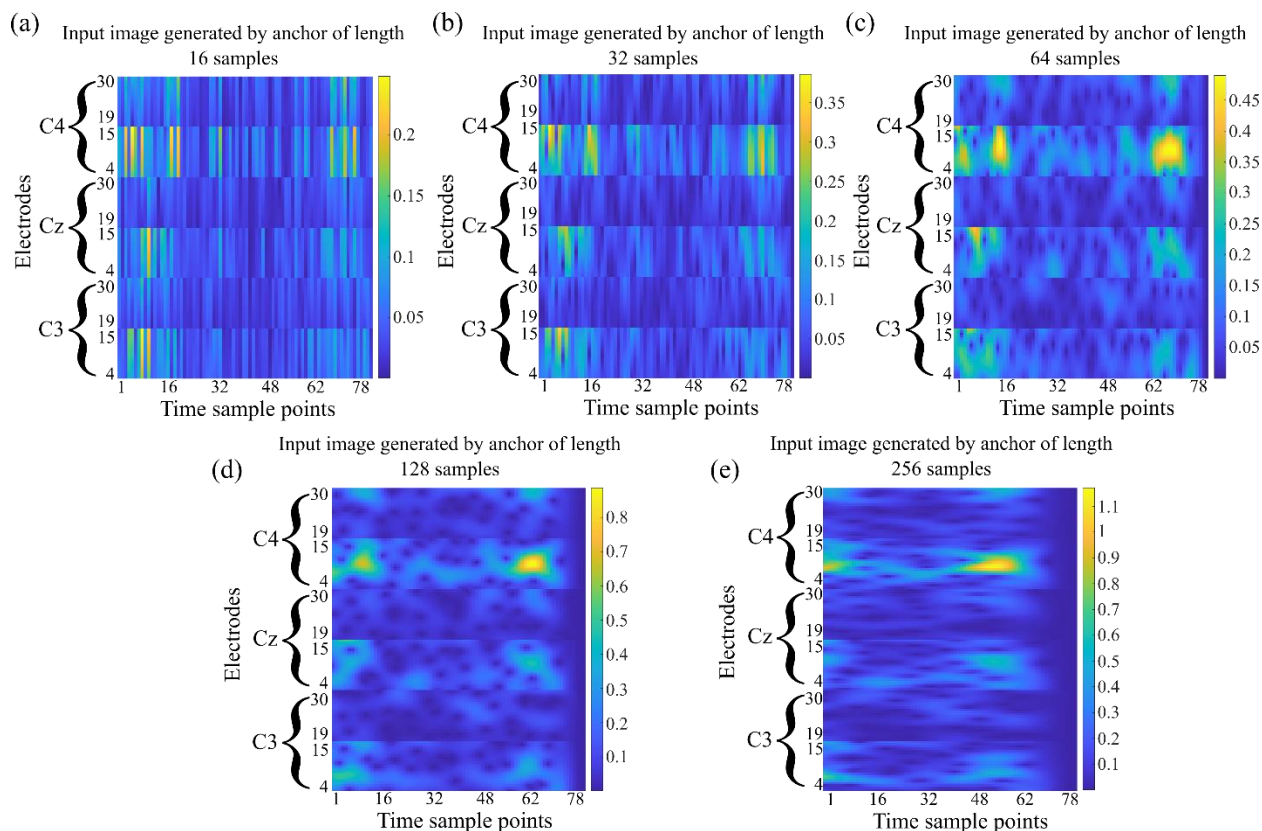 (a)
Input image generated by anchor of length
16 samples
Electrodes
C4
Cz
C3
30
19
15
4
30
19
15
4
30
19
15
4
1 16 32 48 62 78
Time sample points
0.2
0.15
0.1
0.05
(b)
Input image generated by anchor of length
32 samples
Electrodes
C4
Cz
C3
30
19
15
4
30
19
15
4
30
19
15
4
1 16 32 48 62 78
Time sample points
0.35
0.3
0.25
0.2
0.15
0.1
0.05
(c)
Input image generated by anchor of length
64 samples
Electrodes
C4
Cz
C3
30
19
15
4
30
19
15
4
30
19
15
4
1 16 32 48 62 78
Time sample points
0.45
0.4
0.35
0.3
0.25
0.2
0.15
0.1
0.05
(d)
Input image generated by anchor of length
128 samples
Electrodes
C4
Cz
C3
30
19
15
4
30
19
15
4
30
19
15
4
1 16 32 48 62 78
Time sample points
0.8
0.7
0.6
0.5
0.4
0.3
0.2
0.1
(e)
Input image generated by anchor of length
256 samples
Electrodes
C4
Cz
C3
30
19
15
4
30
19
15
4
30
19
15
4
1 16 32 48 62 78
Time sample points
1.1
1
0.9
0.8
0.7
0.6
0.5
0.4
0.3
0.2
0.1